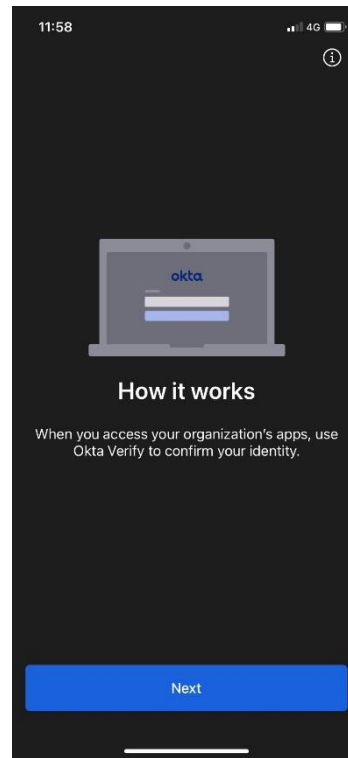 11:58
4G
okta
How it works
When you access your organization's apps, use
Okta Verify to confirm your identity.
Next